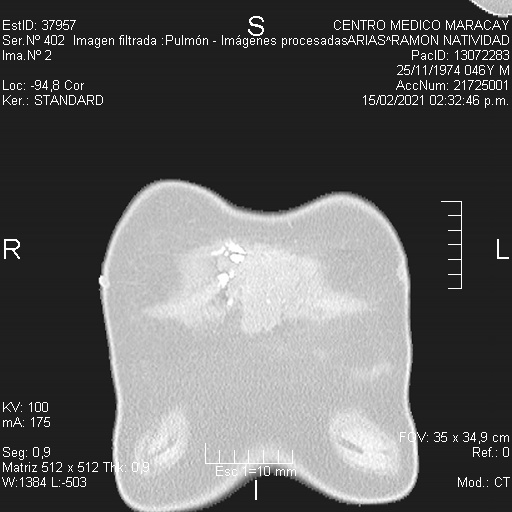 EstID: 37957
S
CENTRO MEDICO MARACAY
Ser.Nº 402 Imagen filtrada :Pulmón - Imágenes procesadas
ARIAS^RAMON NATIVIDAD
Ima.Nº 2
PacID: 13072283
25/11/1974 046Y M
Loc: -94,8 Cor
AccNum: 21725001
Ker.: STANDARD
15/02/2021 02:32:46 p.m.
R
L
KV: 100
mA: 175
FOV: 35 x 34,9 cm
Seg: 0,9
Ref.: 0
Matriz 512 x 512 Thk: 0,9
Esc 1=10 mm
W:1384 L:-503
I
Mod.: CT